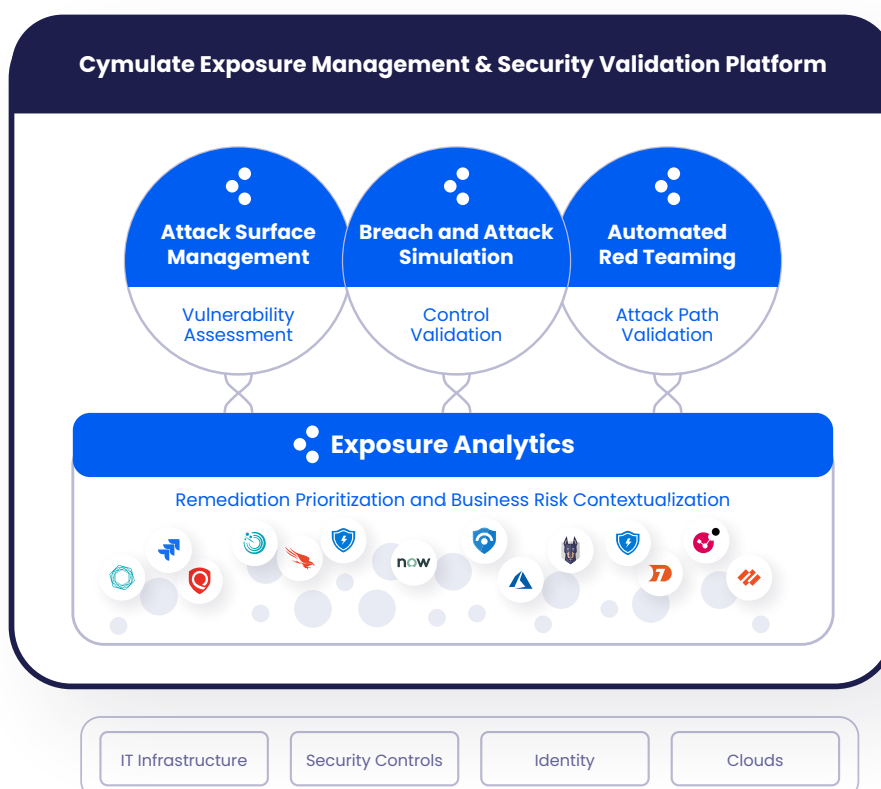 Cymulate Exposure Management & Security Validation Platform
Attack Surface
Management
Vulnerability
Assessment
Breach and Attack
Simulation
Control
Validation
Automated
Red Teaming
Attack Path
Validation
Exposure Analytics
Remediation Prioritization and Business Risk Contextualization
now
IT Infrastructure
Security Controls
Identity
Clouds